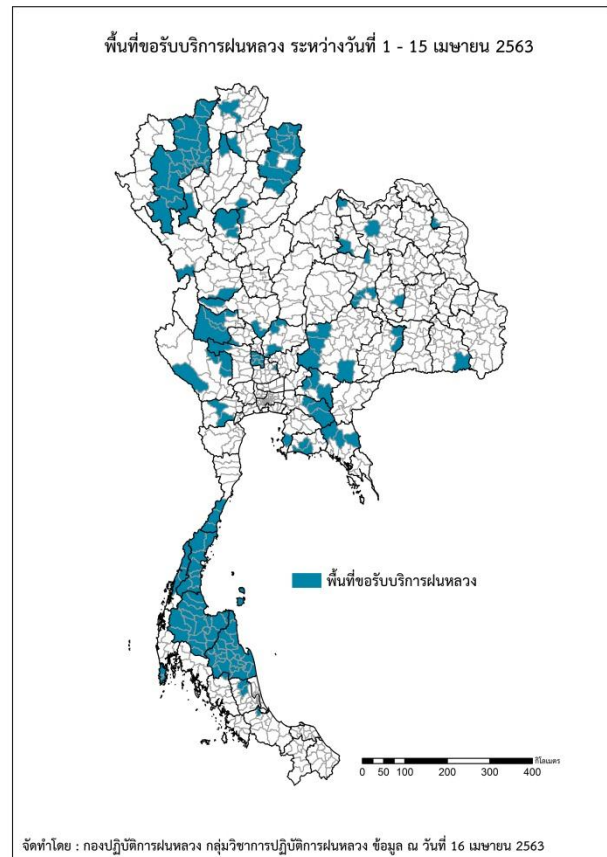 พื้นที่ขอรับบริการฝนหลวง ระหว่างวันที่ 1 - 15 เมษายน 2563
พื้นที่ขอรับบริการฝนหลวง
กิโลเมตร
0 50 100 200 300 400
จัดทำโดย : กองปฏิบัติการฝนหลวง กลุ่มวิชาการปฏิบัติการฝนหลวง ข้อมูล ณ วันที่ 16 เมษายน 2563